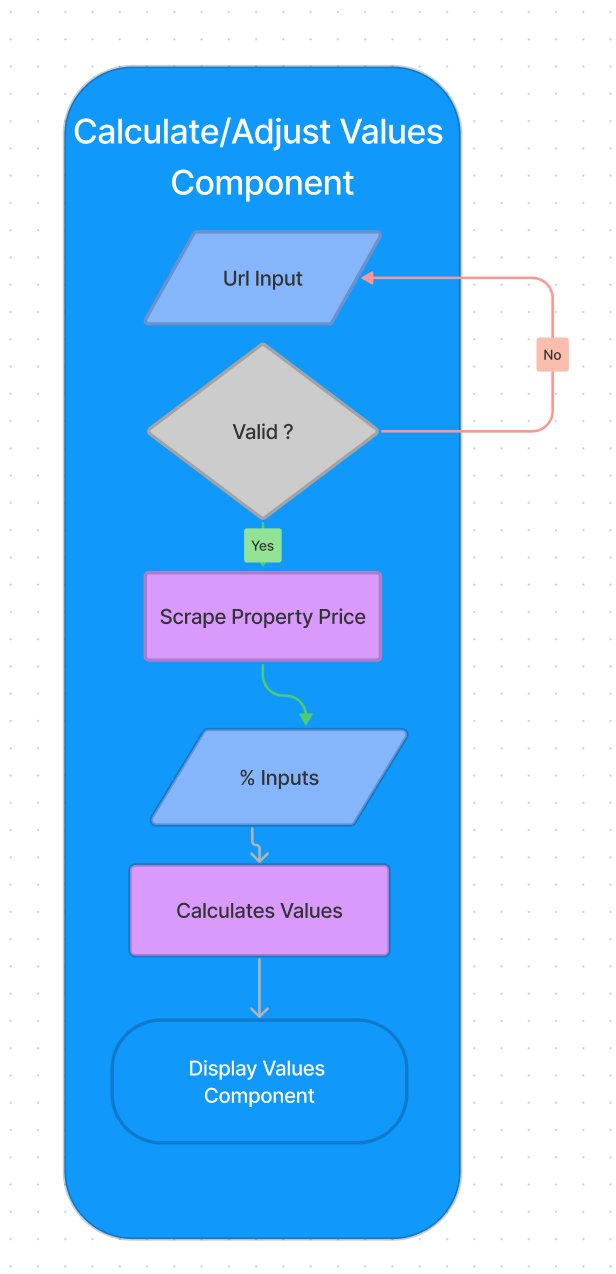 Calculate/Adjust Values
Component
Url Input
No
Valid ?
Yes
Scrape Property Price
% Inputs
Calculates Values
Display Values
Component